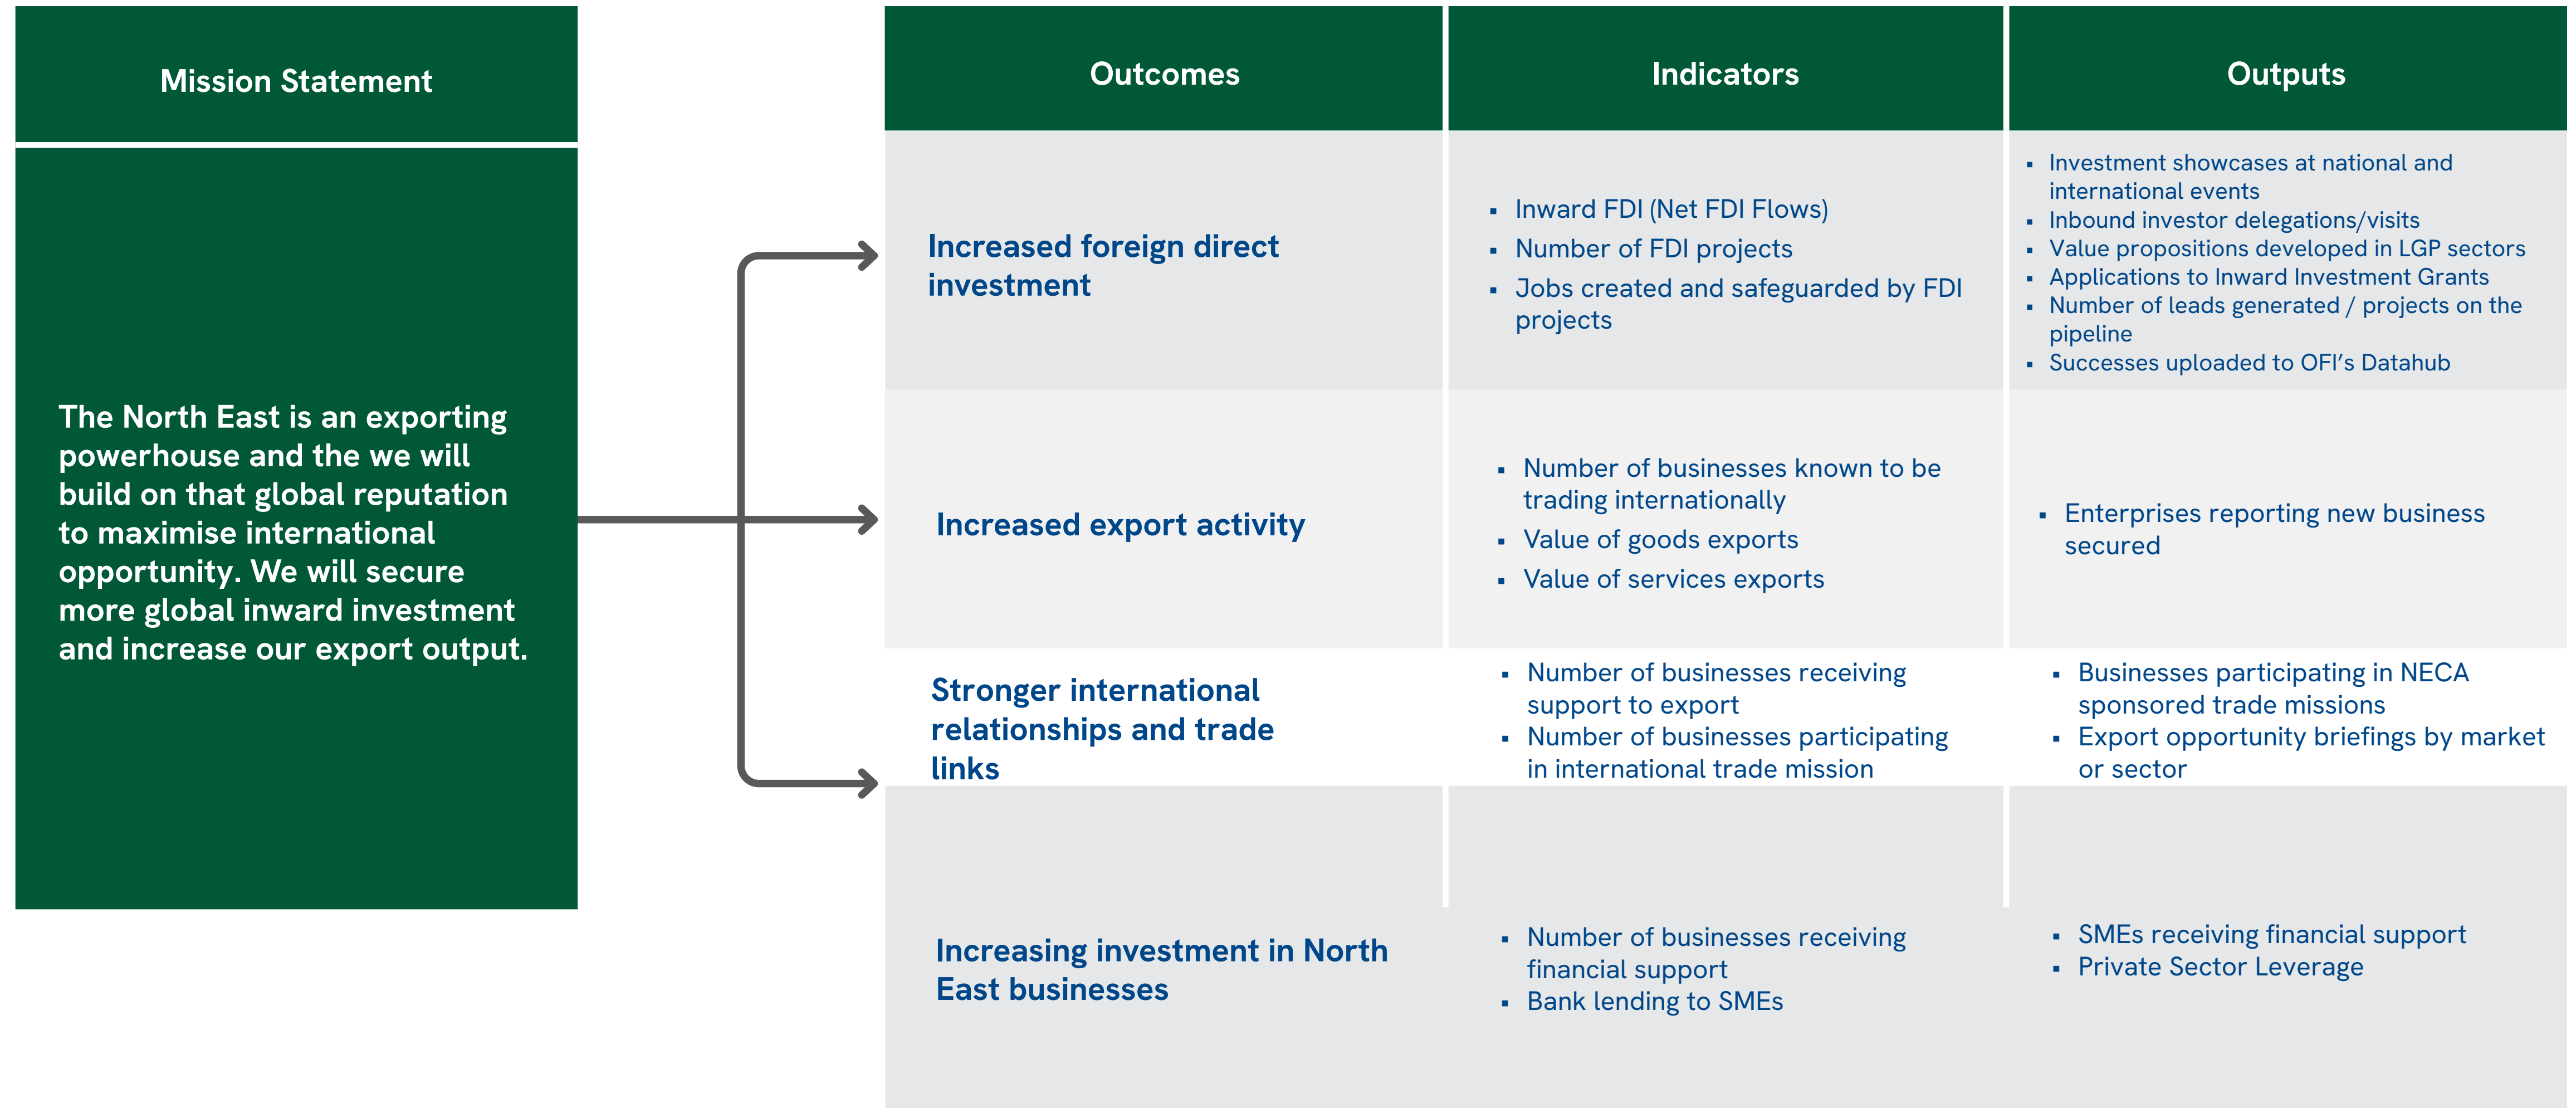 Mission Statement
The North East is an exporting
powerhouse and the we will
build on that global reputation
to maximise international
opportunity. We will secure
more global inward investment
and increase our export output.
Outcomes
Indicators
Outputs
Increased foreign direct
investment
▪ Inward FDI (Net FDI Flows)
▪ Number of FDI projects
▪ Jobs created and safeguarded by FDI
projects
▪ Investment showcases at national and
international events
▪ Inbound investor delegations/visits
▪ Value propositions developed in LGP sectors
▪ Applications to Inward Investment Grants
▪ Number of leads generated / projects on the
pipeline
▪ Successes uploaded to OFI’s Datahub
Increased export activity
▪ Number of businesses known to be
trading internationally
▪ Value of goods exports
▪ Value of services exports
▪ Enterprises reporting new business
secured
Stronger international
relationships and trade
links
▪ Number of businesses receiving
support to export
▪ Number of businesses participating
in international trade mission
▪ Businesses participating in NECA
sponsored trade missions
▪ Export opportunity briefings by market
or sector
Increasing investment in North
East businesses
▪ Number of businesses receiving
financial support
▪ Bank lending to SMEs
▪ SMEs receiving financial support
▪ Private Sector Leverage